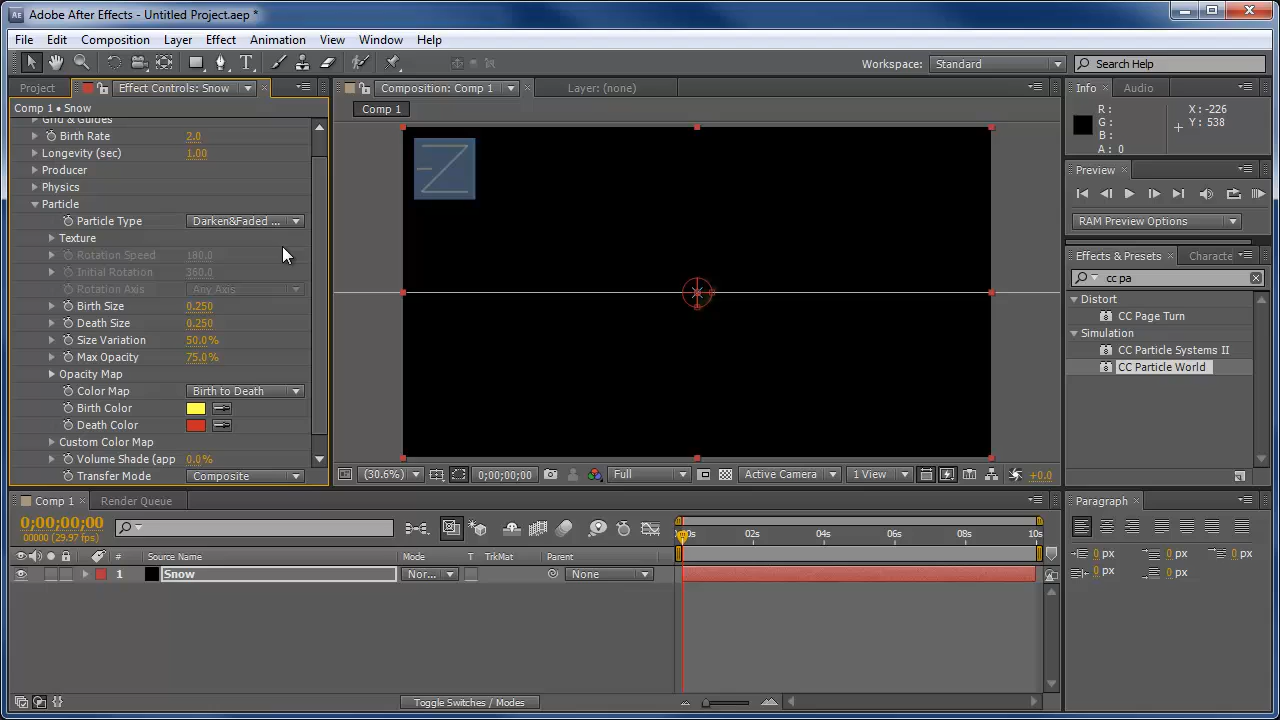 Adobe After Effects - Untitled Project.aep *
File Edit Composition Layer Effect Animation View Window Help
Workspace: Standard Search Help
Project Effect Controls: Snow Composition: Comp 1 Layer: (none) Info Audio
Comp 1 • Snow Comp 1
R: X: -226
G: Y: 538
B:
A: 0
Grid & Guides
Birth Rate 2.0
Longevity (sec) 1.00
Producer
Physics
Particle
Particle Type Darken&Faded ...
Texture
Rotation Speed 180.0
Initial Rotation 360.0
Rotation Axis Any Axis
Birth Size 0.250
Death Size 0.250
Size Variation 50.0%
Max Opacity 75.0%
Opacity Map
Color Map Birth to Death
Birth Color
Death Color
Custom Color Map
Volume Shade (app 0.0%
Transfer Mode Composite
Z
(30.6%) 0;00;00;00 Full Active Camera 1 View +0.0
Preview
RAM Preview Options
Effects & Presets Characte
cc pa
Distort
CC Page Turn
Simulation
CC Particle Systems II
CC Particle World
Comp 1 Render Queue
0;00;00;00
00000 (29.97 fps)
02s 04s 06s 08s 10s
# Source Name Mode T TrkMat Parent
1 Snow Nor... None
Toggle Switches / Modes
Paragraph
0 px 0 px 0 px
0 px 0 px